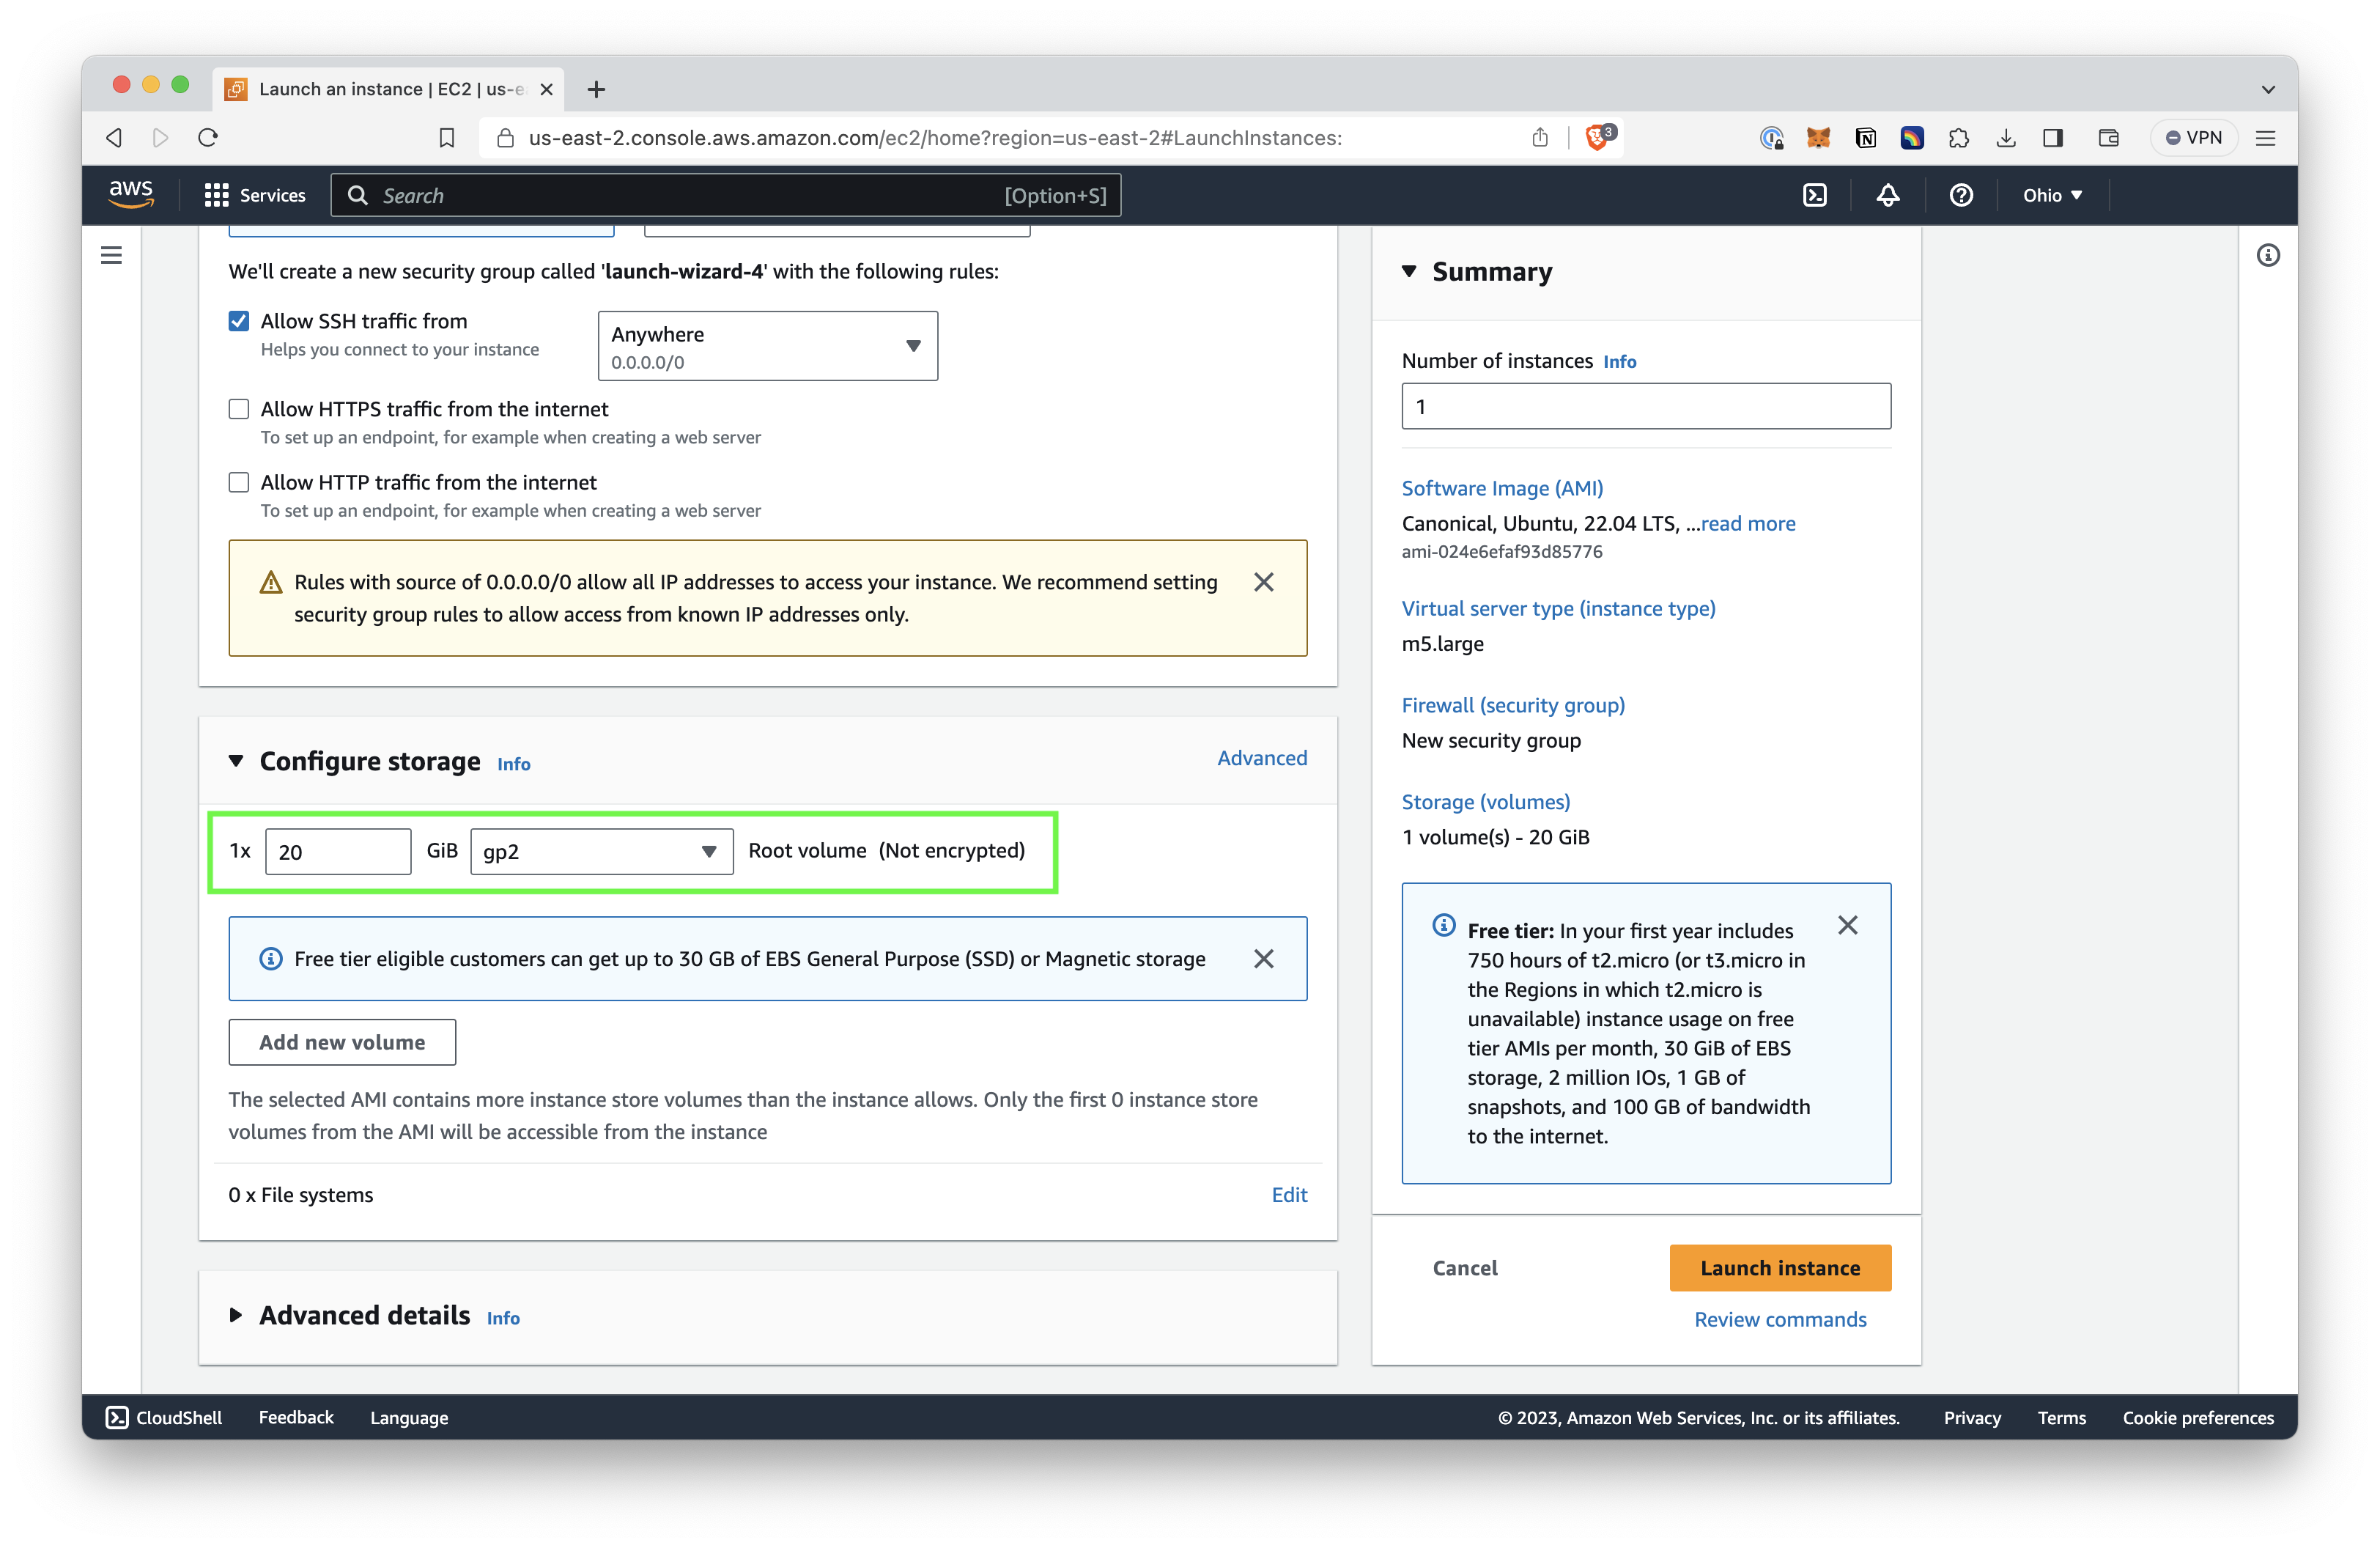 Launch an instance | EC2 | us-e
us-east-2.console.aws.amazon.com/ec2/home?region=us-east-2#LaunchInstances:
3
VPN
aws
Services
Search
[Option+S]
Ohio
We'll create a new security group called 'launch-wizard-4' with the following rules:
Allow SSH traffic from
Helps you connect to your instance
Anywhere
0.0.0.0/0
Allow HTTPS traffic from the internet
To set up an endpoint, for example when creating a web server
Allow HTTP traffic from the internet
To set up an endpoint, for example when creating a web server
Rules with source of 0.0.0.0/0 allow all IP addresses to access your instance. We recommend setting
security group rules to allow access from known IP addresses only.
Configure storage Info
Advanced
1x 20 GiB gp2 Root volume (Not encrypted)
Free tier eligible customers can get up to 30 GB of EBS General Purpose (SSD) or Magnetic storage
Add new volume
The selected AMI contains more instance store volumes than the instance allows. Only the first 0 instance store
volumes from the AMI will be accessible from the instance
0 x File systems
Edit
Advanced details Info
Summary
Number of instances Info
1
Software Image (AMI)
Canonical, Ubuntu, 22.04 LTS, ...read more
ami-024e6efaf93d85776
Virtual server type (instance type)
m5.large
Firewall (security group)
New security group
Storage (volumes)
1 volume(s) - 20 GiB
Free tier: In your first year includes
750 hours of t2.micro (or t3.micro in
the Regions in which t2.micro is
unavailable) instance usage on free
tier AMIs per month, 30 GiB of EBS
storage, 2 million IOs, 1 GB of
snapshots, and 100 GB of bandwidth
to the internet.
Cancel
Launch instance
Review commands
CloudShell
Feedback
Language
© 2023, Amazon Web Services, Inc. or its affiliates.
Privacy
Terms
Cookie preferences